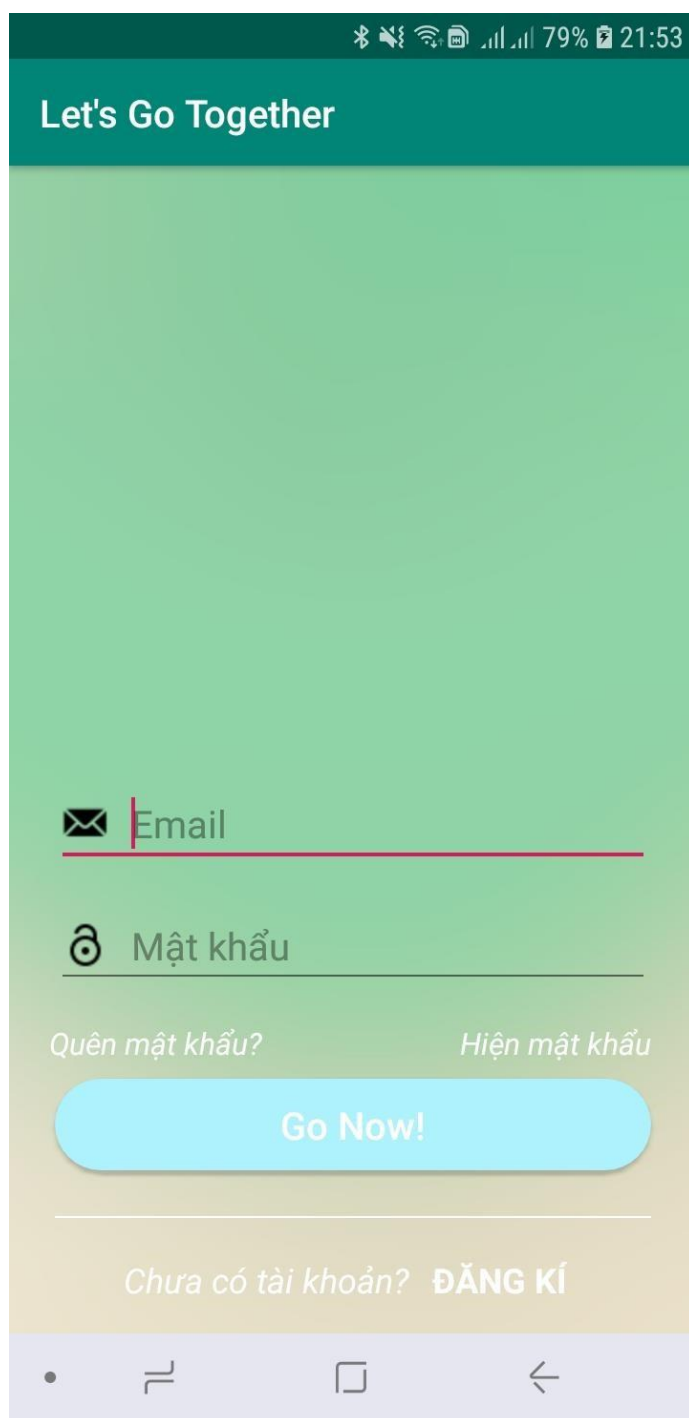 79% 21:53
Let's Go Together
Email
Mật khẩu
Quên mật khẩu? Hiện mật khẩu
Go Now!
Chưa có tài khoản? ĐĂNG KÍ